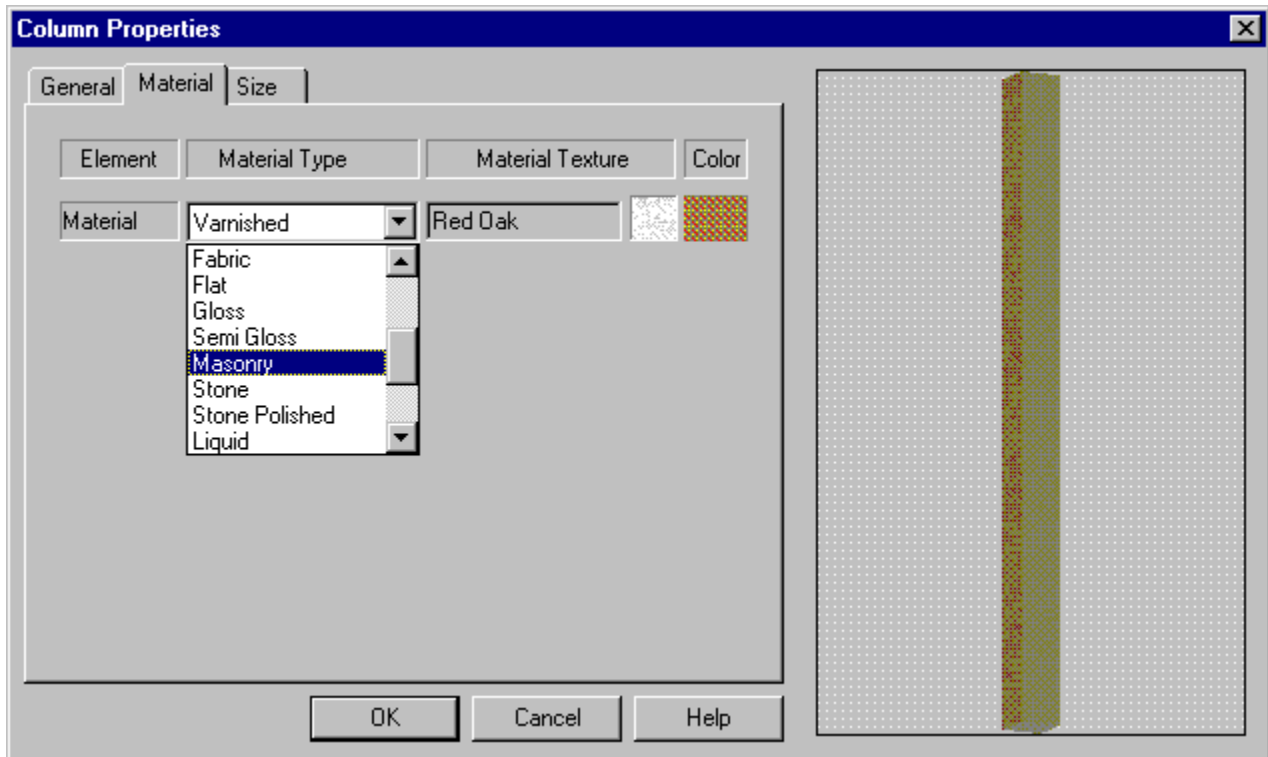 Column Properties
General Material Size
Element Material Type Material Texture Color
Material Varnished Red Oak
Fabric
Flat
Gloss
Semi Gloss
Masonry
Stone
Stone Polished
Liquid
OK Cancel Help